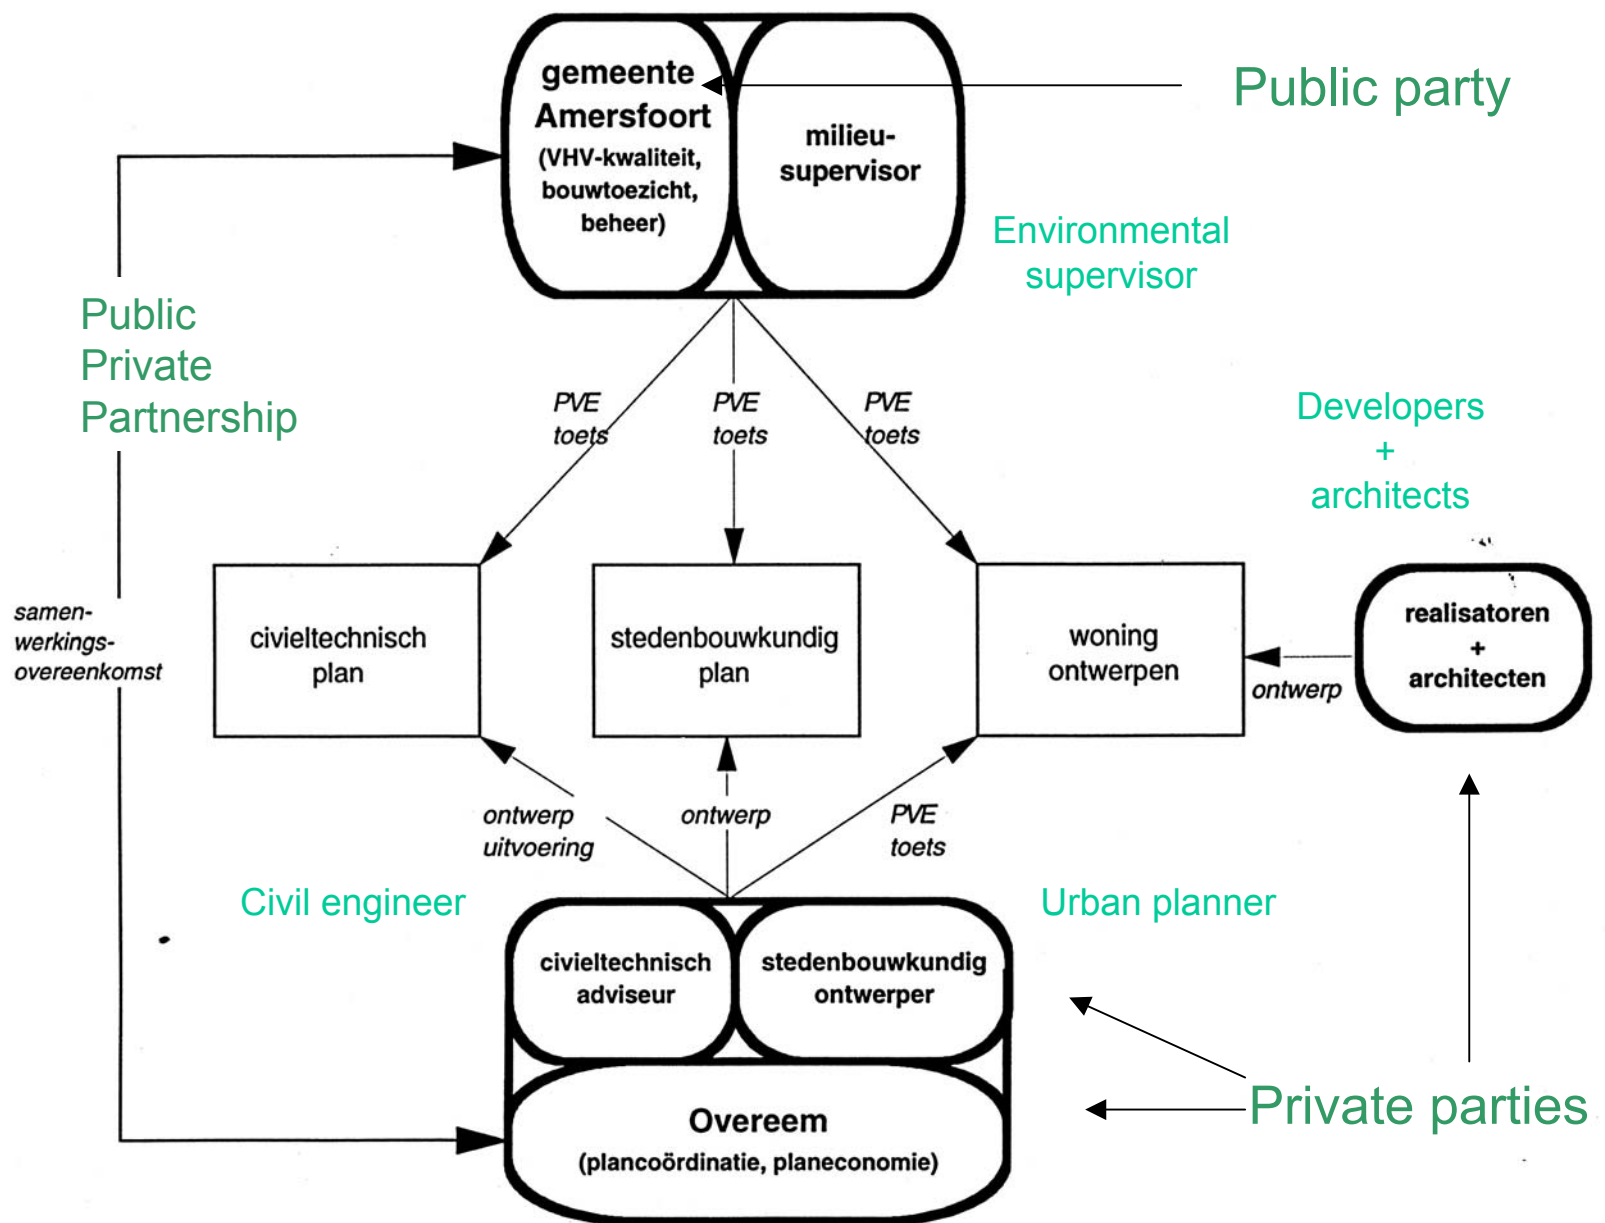 gemeente
Amersfoort
(VHV-kwaliteit,
bouwtoezicht,
beheer)
milieu-
supervisor
Public party
Environmental
supervisor
Public
Private
Partnership
PVE
toets
PVE
toets
PVE
toets
Developers
+
architects
samen-
werkings-
overeenkomst
civieltechnisch
plan
stedenbouwkundig
plan
woning
ontwerpen
ontwerp
realisatoren
+
architecten
ontwerp
uitvoering
ontwerp
PVE
toets
Civil engineer
Urban planner
civieltechnisch
adviseur
stedenbouwkundig
ontwerper
Overeem
(plancoördinatie, planeconomie)
Private parties